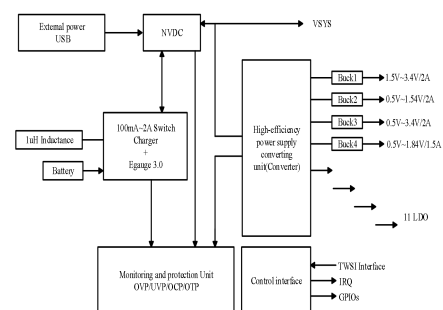 External power
USB
NVDC
VSYS
Buck1
1.5V~3.4V/2A
Buck2
0.5V~1.54V/2A
Buck3
0.5V~3.4V/2A
Buck4
0.5V~1.84V/1.5A
100mA~2A Switch
Charger
+
Egauge 3.0
1uH Inductance
Battery
High-efficiency
power supply
converting
unit(Converter)
11 LDO
Monitoring and protection Unit
OVP/UVP/OCP/OTP
Control interface
TWSI Interface
IRQ
GPIOs